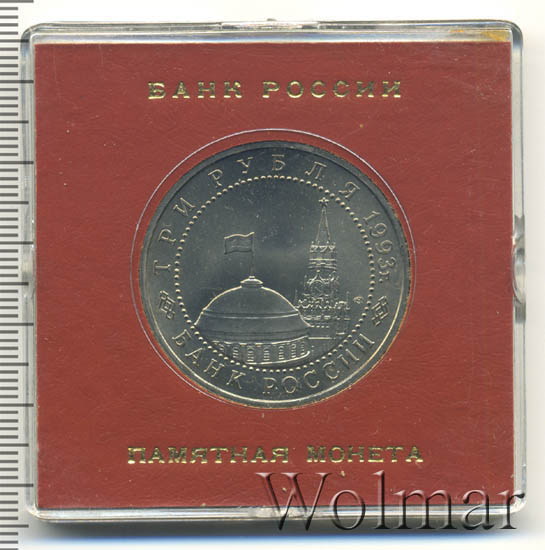 БАНК РОССИИ
ТРИ РУБЛЯ 1993г.
БАНК РОССИИ
ПАМЯТНАЯ МОНЕТА
Wolmar